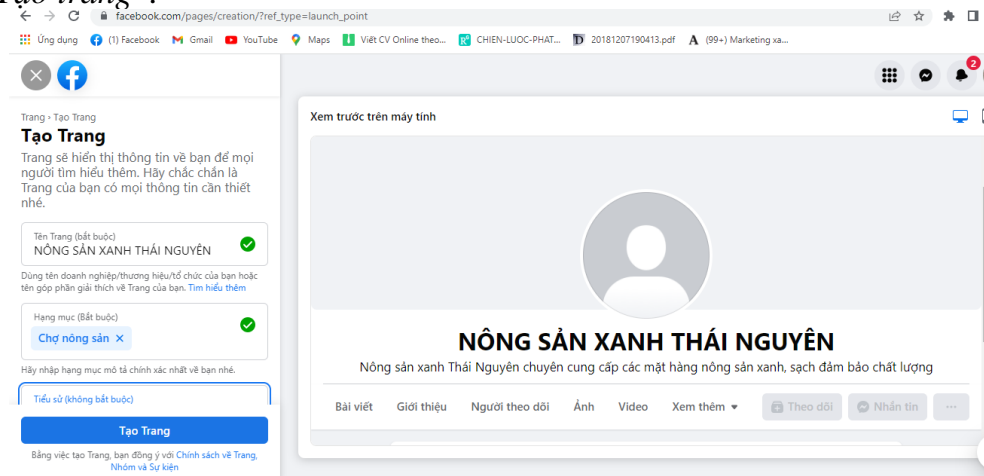 Tạo trang".
facebook.com/pages/creation/?ref_type=launch_point
Ứng dụng (1) Facebook Gmail YouTube Maps Viết CV Online theo... CHIEN-LUOC-PHAT... 20181207190413.pdf (99+) Marketing xa...
2
Trang › Tạo Trang
Tạo Trang
Trang sẽ hiển thị thông tin về bạn để mọi
người tìm hiểu thêm. Hãy chắc chắn là
Trang của bạn có mọi thông tin cần thiết
nhé.
Tên Trang (bắt buộc)
NÔNG SẢN XANH THÁI NGUYÊN
Dùng tên doanh nghiệp/thương hiệu/tổ chức của bạn hoặc
tên góp phần giải thích về Trang của bạn. Tìm hiểu thêm
Hạng mục (Bắt buộc)
Chợ nông sản ×
Hãy nhập hạng mục mô tả chính xác nhất về bạn nhé.
Tiểu sử (không bắt buộc)
Tạo Trang
Bằng việc tạo Trang, bạn đồng ý với Chính sách về Trang,
Nhóm và Sự kiện
Xem trước trên máy tính
NÔNG SẢN XANH THÁI NGUYÊN
Nông sản xanh Thái Nguyên chuyên cung cấp các mặt hàng nông sản xanh, sạch đảm bảo chất lượng
Bài viết Giới thiệu Người theo dõi Ảnh Video Xem thêm Theo dõi Nhắn tin ...